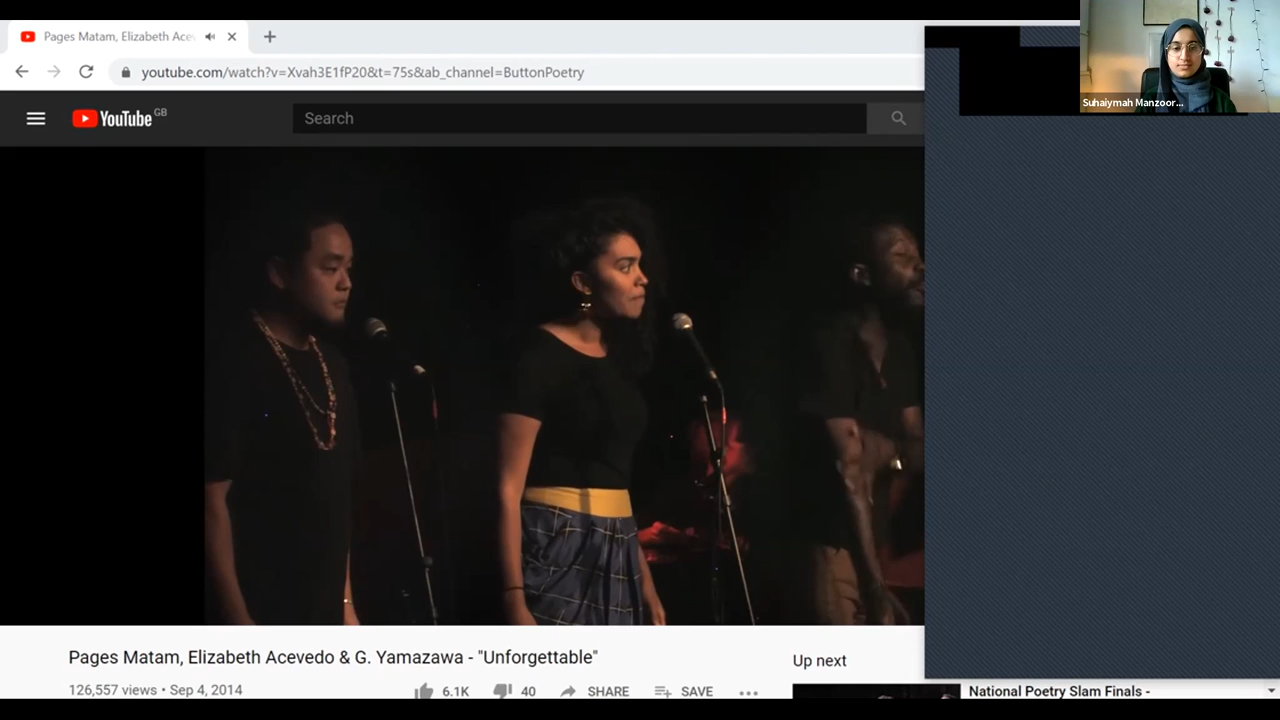 Pages Matam, Elizabeth Ace
Suhaiymah Manzoor...
youtube.com/watch?v=Xvah3E1fP20&t=75s&ab_channel=ButtonPoetry
YouTube GB
Search
Pages Matam, Elizabeth Acevedo & G. Yamazawa - "Unforgettable"
Up next
126,557 views • Sep 4, 2014
6.1K
40
SHARE
SAVE
National Poetry Slam Finals -